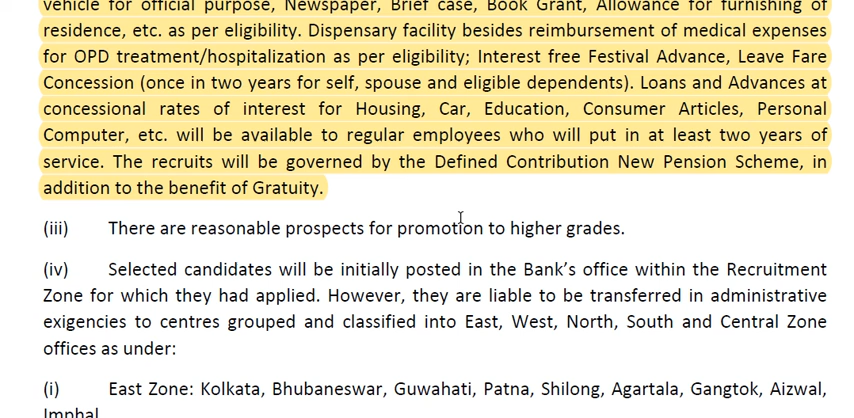 vehicle for official purpose, Newspaper, Brief case, Book Grant, Allowance for furnishing of
residence, etc. as per eligibility. Dispensary facility besides reimbursement of medical expenses
for OPD treatment/hospitalization as per eligibility; Interest free Festival Advance, Leave Fare
Concession (once in two years for self, spouse and eligible dependents). Loans and Advances at
concessional rates of interest for Housing, Car, Education, Consumer Articles, Personal
Computer, etc. will be available to regular employees who will put in at least two years of
service. The recruits will be governed by the Defined Contribution New Pension Scheme, in
addition to the benefit of Gratuity.
(iii) There are reasonable prospects for promotion to higher grades.
(iv) Selected candidates will be initially posted in the Bank's office within the Recruitment
Zone for which they had applied. However, they are liable to be transferred in administrative
exigencies to centres grouped and classified into East, West, North, South and Central Zone
offices as under:
(i) East Zone: Kolkata, Bhubaneswar, Guwahati, Patna, Shilong, Agartala, Gangtok, Aizwal,
Imphal